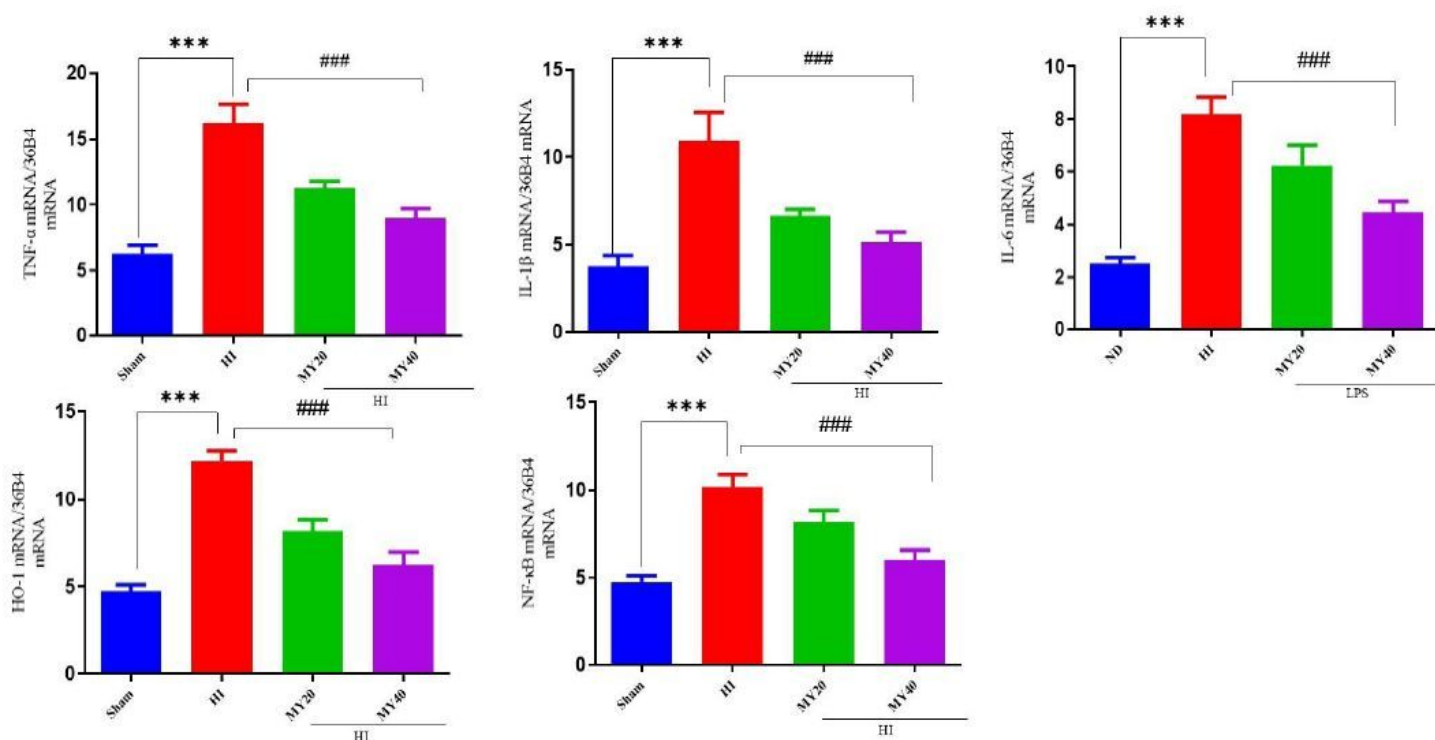 ***
###
20
15
10
5
0
TNF-α mRNA/36B4
mRNA
Sham
HI
MY20
MY40
HI
***
###
15
10
5
0
IL-1β mRNA/36B4 mRNA
Sham
HI
MY20
MY40
HI
***
###
10
8
6
4
2
0
IL-6 mRNA/36B4
mRNA
ND
HI
MY20
MY40
LPS
***
###
15
10
5
0
HO-1 mRNA/36B4
mRNA
Sham
HI
MY20
MY40
HI
***
###
15
10
5
0
NF-κB mRNA/36B4
mRNA
Sham
HI
MY20
MY40
HI